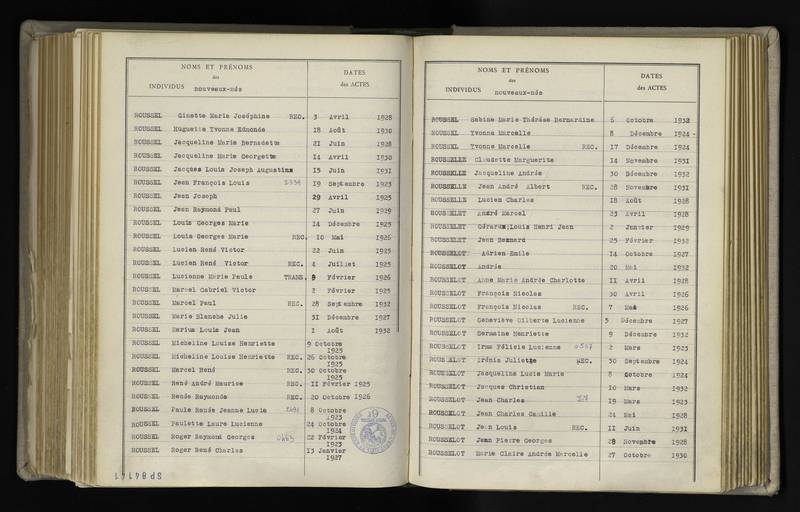 NOMS ET PRÉNOMS
des
INDIVIDUS nouveaux-nés
DATES
des ACTES
ROUSSEL Ginette Marie Joséphine REC. 3 Avril 1928
ROUSSEL Huguette Yvonne Edmonde 18 Août 1930
ROUSSEL Jacqueline Marie Bernadette 21 Juin 1928
ROUSSEL Jacqueline Marie Georgette 14 Avril 1930
ROUSSEL Jacques Louis Joseph Augustin 15 Juin 1931
ROUSSEL Jean François Louis 19 Septembre 1923
ROUSSEL Jean Joseph 29 Avril 1925
ROUSSEL Jean Raymond Paul 27 Juin 1929
ROUSSEL Louis Georges Marie 14 Décembre 1925
ROUSSEL Louis Georges Marie REC. 10 Mai 1926
ROUSSEL Lucien René Victor 22 Juin 1925
ROUSSEL Lucien René Victor REC. 4 Juillet 1925
ROUSSEL Lucienne Marie Paule TRANS. 9 Février 1926
ROUSSEL Marcel Gabriel Victor 2 Février 1925
ROUSSEL Marcel Paul REC. 28 Septembre 1932
ROUSSEL Marie Blanche Julie 31 Décembre 1927
ROUSSEL Marius Louis Jean 1 Août 1932
ROUSSEL Micheline Louise Henriette 9 Octobre
1925
ROUSSEL Micheline Louise Henriette REC. 26 Octobre
1925
ROUSSEL Marcel René REC. 30 Octobre
1925
ROUSSEL René André Maurice REC. 11 Février 1925
ROUSSEL Renée Raymonde REC. 20 Octobre 1926
ROUSSEL Paule Renée Jeanne Lucie 8 Octobre
1923
ROUSSEL Paulette Laure Lucienne 24 Octobre
1924
ROUSSEL Roger Raymond Georges 22 Février
1923
ROUSSEL Roger René Charles 13 Janvier
1927
SP84141
NOMS ET PRÉNOMS
des
INDIVIDUS nouveaux-nés
DATES
des ACTES
ROUSSEL Sabine Marie Thérèse Bernardine 6 Octobre 1932
ROUSSEL Yvonne Marcelle 8 Décembre 1924
ROUSSEL Yvonne Marcelle REC. 17 Décembre 1924
ROUSSELLE Claudette Marguerite 14 Novembre 1931
ROUSSELLE Jacqueline Andrée 30 Décembre 1932
ROUSSELLE Jean André Albert REC. 28 Novembre 1931
ROUSSELLE Lucien Charles 18 Août 1928
ROUSSELET André Marcel 23 Avril 1928
ROUSSELET Gérard Louis Henri Jean 2 Janvier 1929
ROUSSELET Jean Bernard 25 Février 1932
ROUSSELOT Adrien Emile 14 Octobre 1927
ROUSSELOT Andrée 20 Mai 1932
ROUSSELOT Anne Marie Andrée Charlotte 11 Avril 1928
ROUSSELOT François Nicolas 30 Avril 1926
ROUSSELOT François Nicolas REC. 7 Mai 1926
ROUSSELOT Geneviève Gilberte Lucienne 5 Décembre 1927
ROUSSELOT Germaine Henriette 9 Décembre 1932
ROUSSELOT Irma Félicie Lucienne 2 Mars 1923
ROUSSELOT Irénée Juliette REC. 30 Septembre 1924
ROUSSELOT Jacqueline Lucie Marie 8 Octobre 1924
ROUSSELOT Jacques Christian 10 Mars 1932
ROUSSELOT Jean Charles 19 Mars 1923
ROUSSELOT Jean Charles Camille 24 Mai 1928
ROUSSELOT Jean Louis REC. 11 Juin 1931
ROUSSELOT Jean Pierre Georges 28 Novembre 1928
ROUSSELOT Marie Claire Andrée Marcelle 27 Octobre 1930